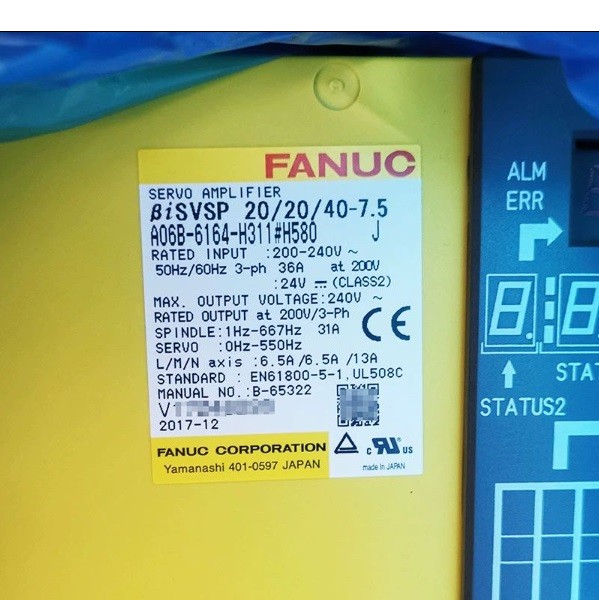 FANUC
SERVO AMPLIFIER
βiSVSP 20/20/40-7.5
A06B-6164-H311#H580 J
RATED INPUT :200-240V ~
50Hz/60Hz 3-ph 36A at 200V
:24V ⎓ (CLASS2)
MAX. OUTPUT VOLTAGE:240V ~
RATED OUTPUT at 200V/3-Ph
SPINDLE:1Hz-667Hz 31A
SERVO :0Hz-550Hz
CE
L/M/N axis :6.5A/6.5A/13A
STANDARD : EN61800-5-1,UL508C
MANUAL NO.:B-65322
2017-12
FANUC CORPORATION
Yamanashi 401-0597 JAPAN
c RU US
made in JAPAN
ALM
ERR
STATUS2